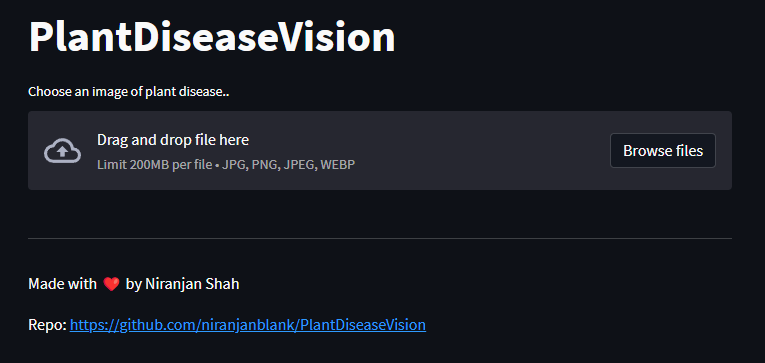 PlantDiseaseVision
Choose an image of plant disease..
Drag and drop file here
Limit 200MB per file • JPG, PNG, JPEG, WEBP
Browse files
Made with ❤️ by Niranjan Shah
Repo: https://github.com/niranjanblank/PlantDiseaseVision